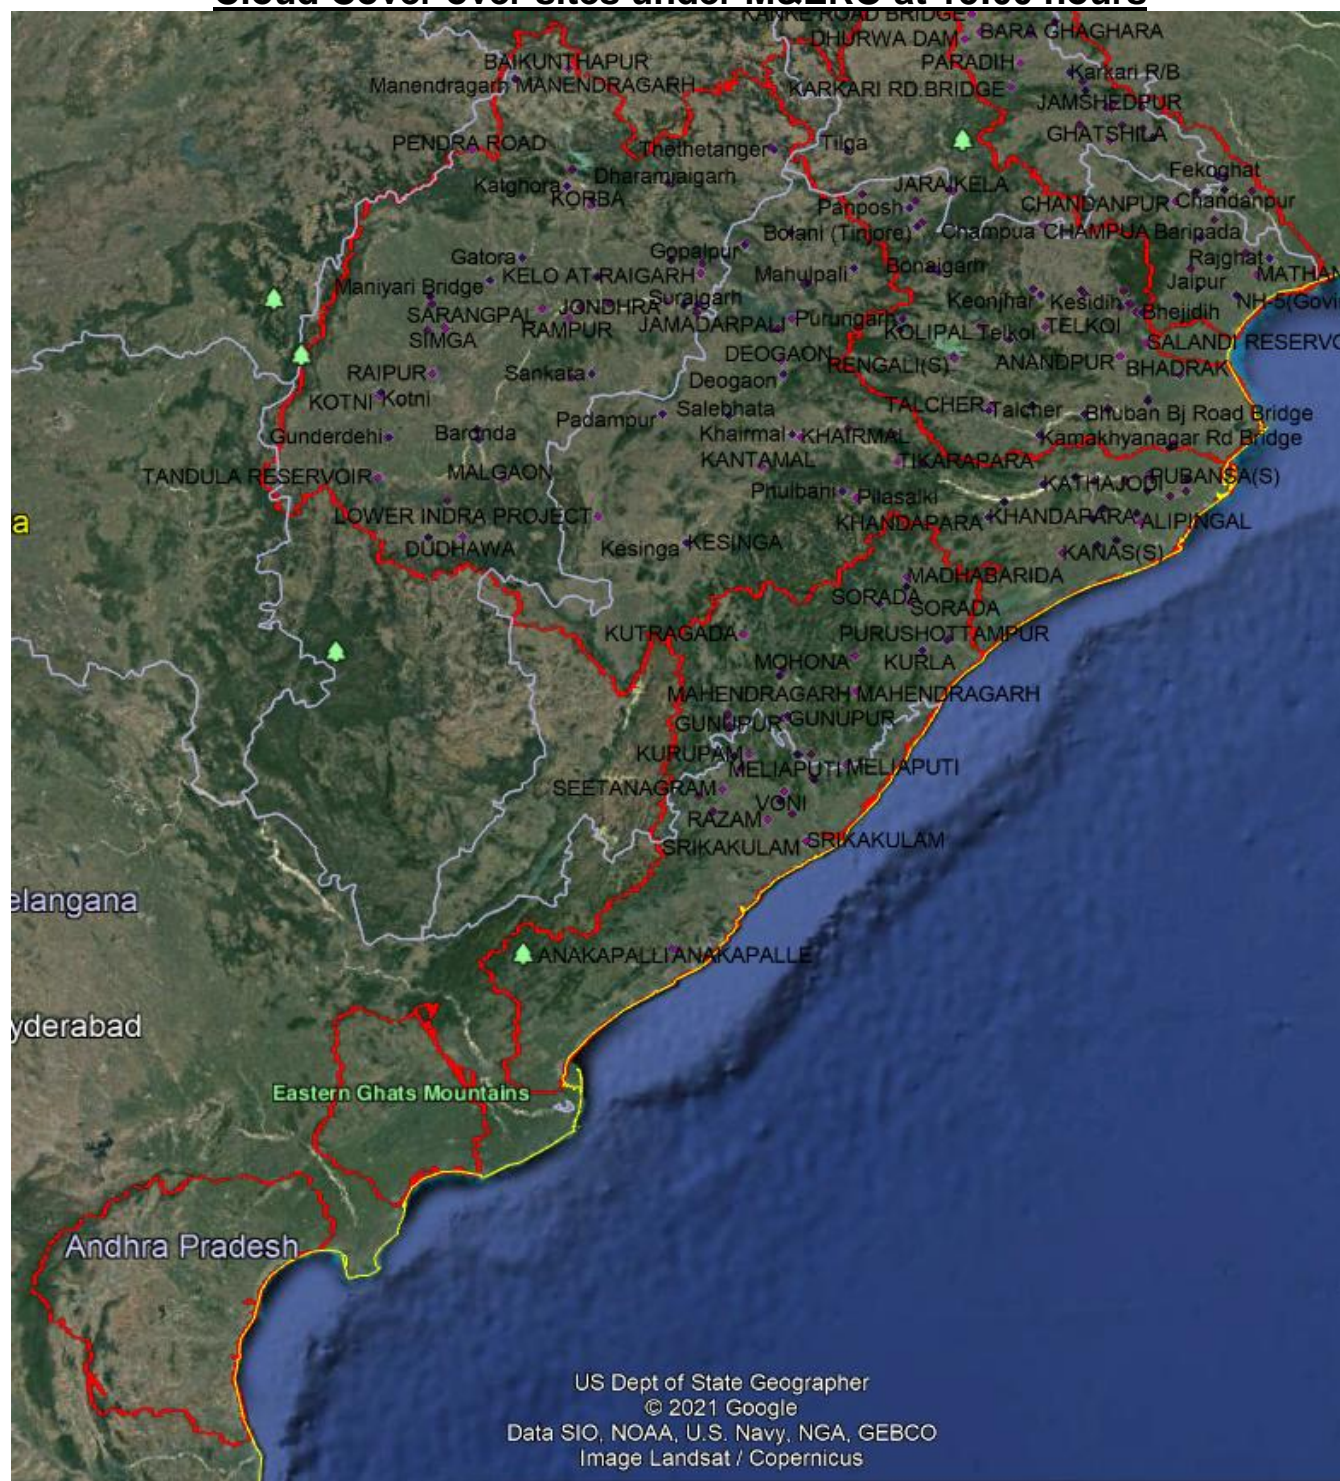 KANKE ROAD BRIDGE
DHURWA DAM
BARA GHAGHARA
BAIKUNTHAPUR
PARADIH
Karkari R/B
Manendragarh
MANENDRAGARH
KARKARI RD.BRIDGE
JAMSHEDPUR
GHATSHILA
PENDRA ROAD
Thethetanger
Tilga
Fekoghat
Katghora
Dharamjaigarh
JARAIKELA
KORBA
Panposh
CHANDANPUR
Chandanpur
Bolani (Tinjore)
Champua
CHAMPUA
Baripada
Gatora
Gopalpur
Rajghat
KELO AT RAIGARH
Mahulpali
Bonaigarh
MATHAN
Maniyari Bridge
Jaipur
SARANGPAL
JONDHRA
Surajgarh
Keonjhar
Kesidih
NH-5(Govi
Bhejidih
SIMGA
RAMPUR
JAMADARPALI
Purungarh
KOLIPAL
Telkoi
TELKOI
SALANDI RESERVO
DEOGAON
RENGALI(S)
ANANDPUR
BHADRAK
RAIPUR
Sankara
Deogaon
KOTNI
Kotni
Padampur
Salebhata
TALCHER
Talcher
Bhuban Bj Road Bridge
Gunderdehi
Baronda
Khairmal
KHAIRMAL
Kamakhyanagar Rd Bridge
TANDULA RESERVOIR
MALGAON
KANTAMAL
TIKARAPARA
KATHAJODI
PUBANSA(S)
Phulbani
Pilasalki
LOWER INDRA PROJECT
KHANDAPARA
KHANDAPARA
ALIPINGAL
a
DUDHAWA
Kesinga
KESINGA
KANAS(S)
MADHABARIDA
SORADA
SORADA
KUTRAGADA
PURUSHOTTAMPUR
MOHONA
KURLA
MAHENDRAGARH
MAHENDRAGARH
GUNUPUR
GUNUPUR
KURUPAM
MELIAPUTI
MELIAPUTI
SEETANAGRAM
VONI
RAZAM
SRIKAKULAM
SRIKAKULAM
elangana
ANAKAPALLI
ANAKAPALLE
yderabad
Eastern Ghats Mountains
Andhra Pradesh
US Dept of State Geographer
© 2021 Google
Data SIO, NOAA, U.S. Navy, NGA, GEBCO
Image Landsat / Copernicus